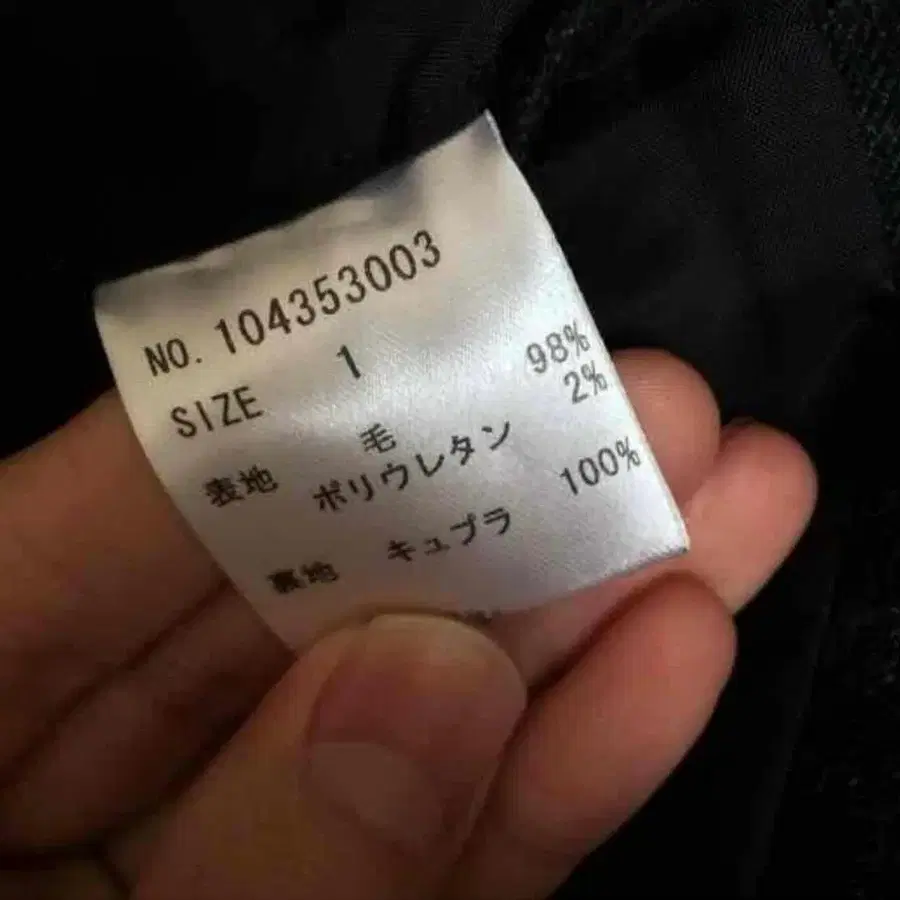 NO. 104353003
SIZE 1
表地 毛 98%
ポリウレタン 2%
裏地 キュプラ 100%